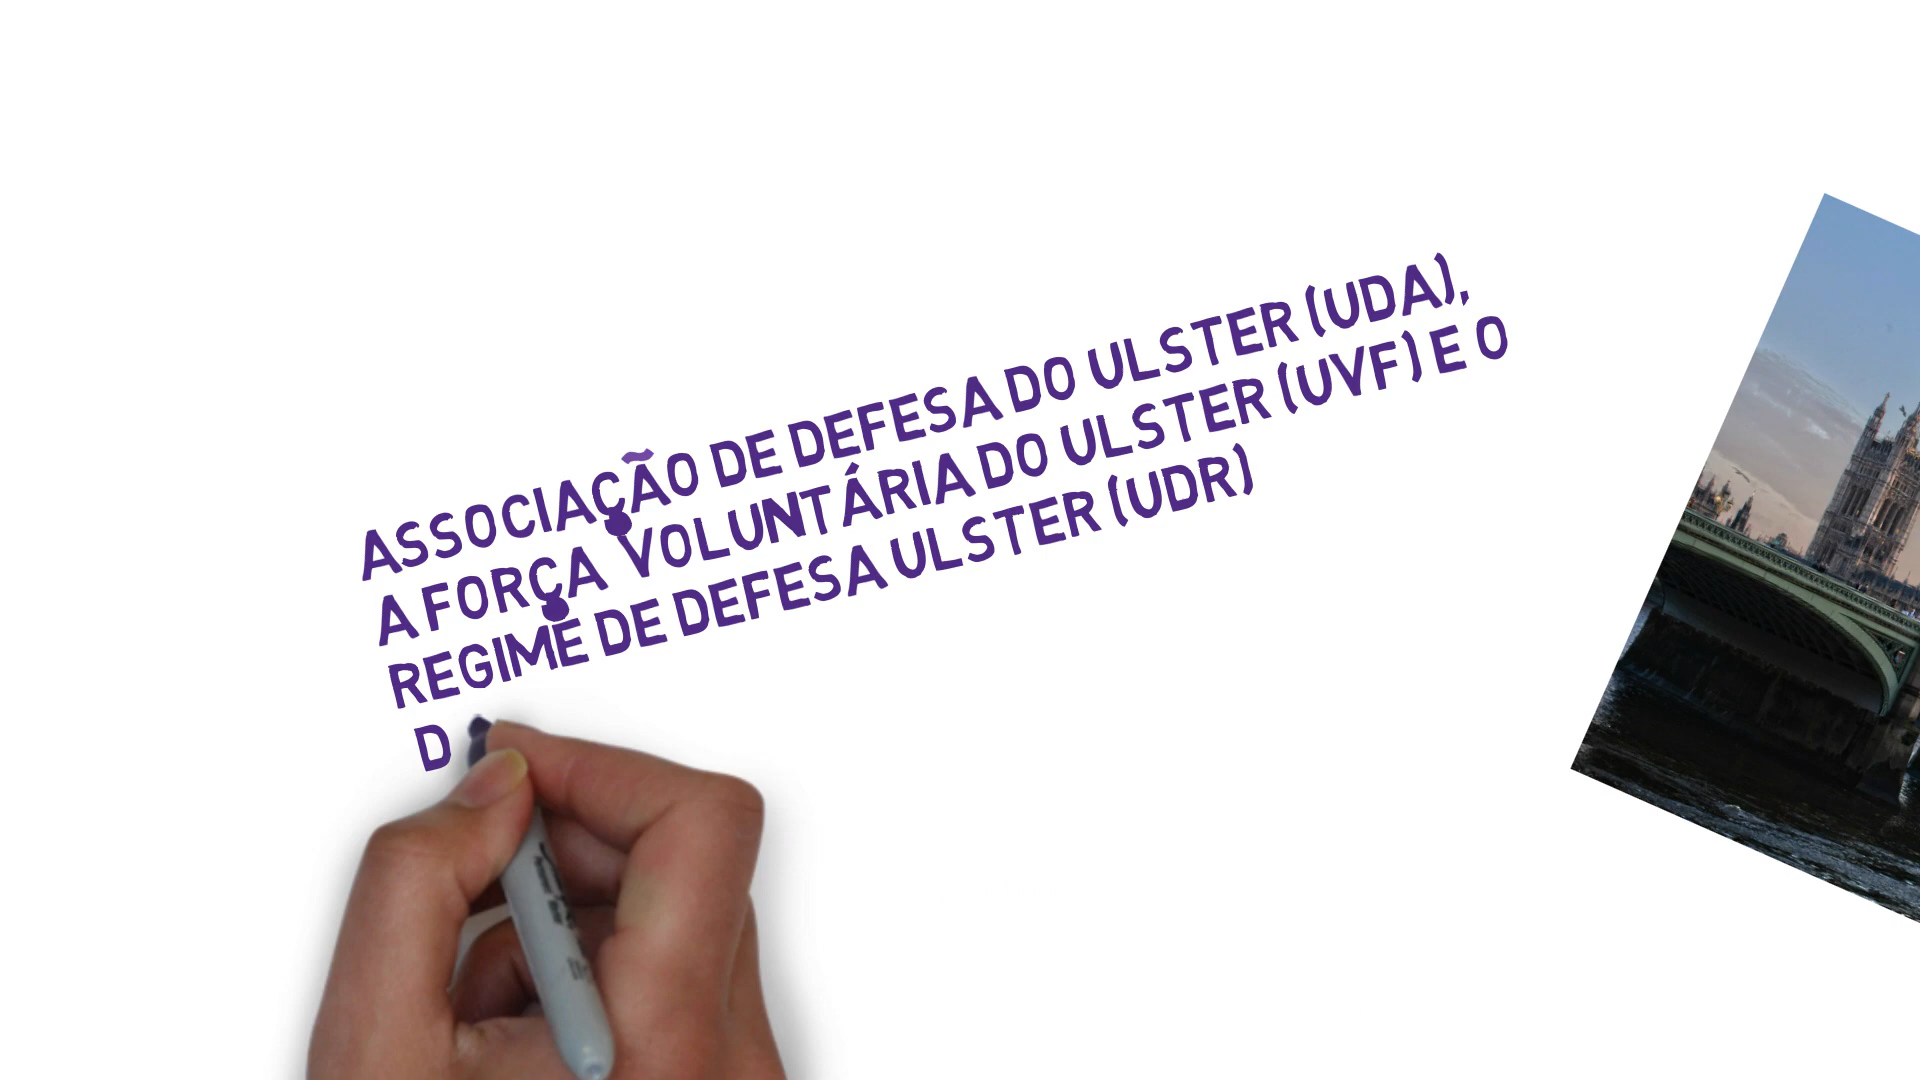 ASSOCIAÇÃO DE DEFESA DO ULSTER (UDA),
A FORÇA VOLUNTÁRIA DO ULSTER (UVF) E O
REGIME DE DEFESA ULSTER (UDR)
D